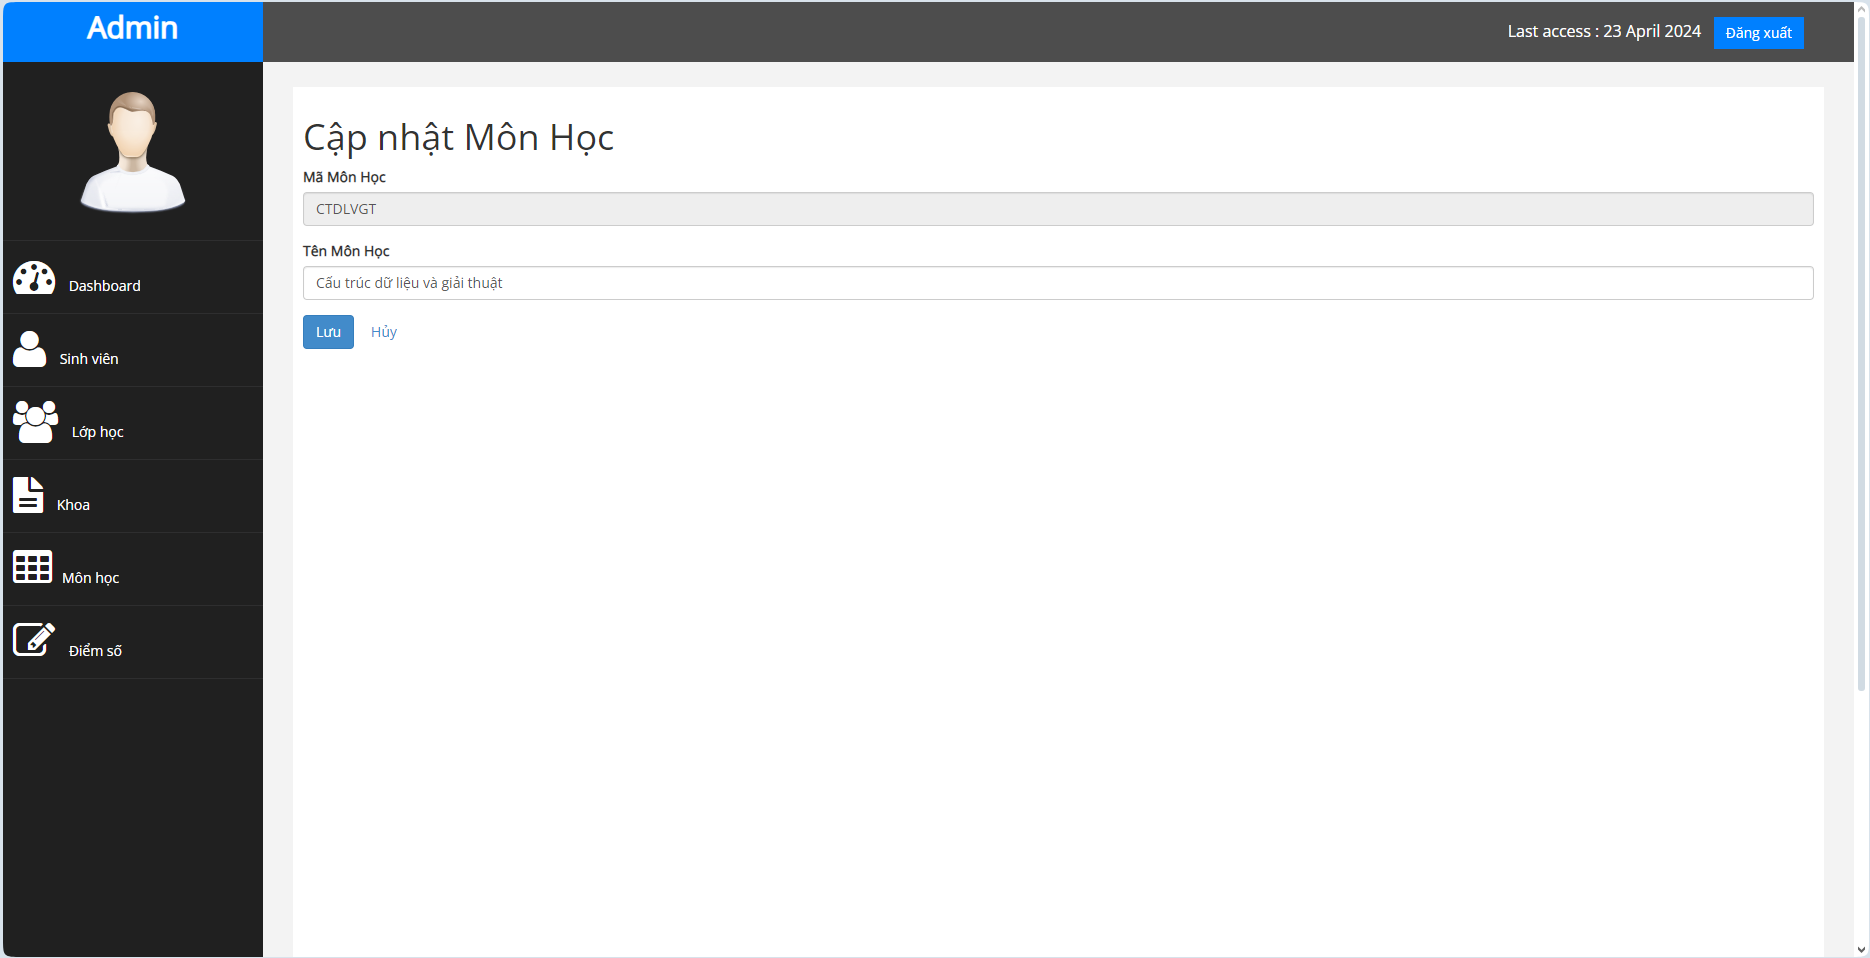 Admin
Last access : 23 April 2024 Đăng xuất
Dashboard
Sinh viên
Lớp học
Khoa
Môn học
Điểm số
Cập nhật Môn Học
Mã Môn Học
CTDLVGT
Tên Môn Học
Cấu trúc dữ liệu và giải thuật
Lưu Hủy